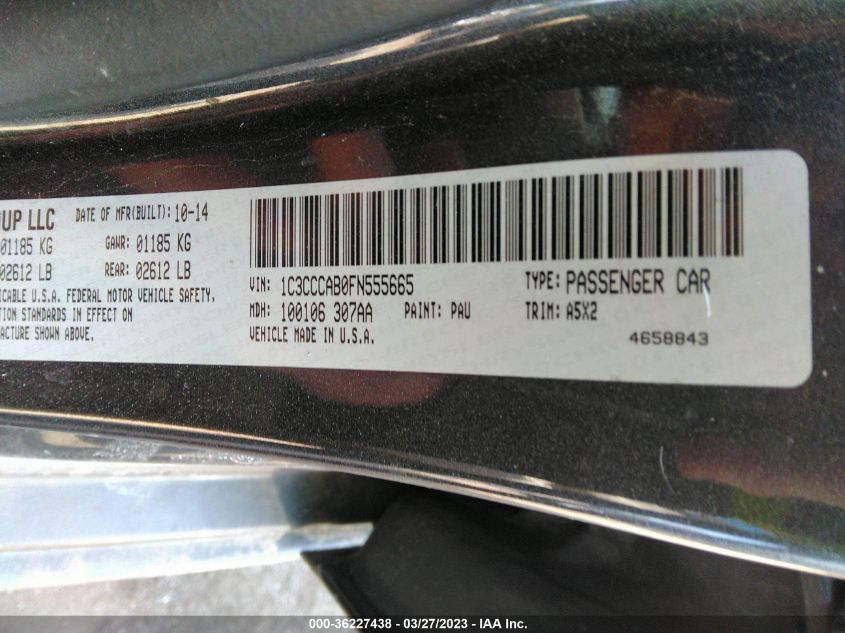 UP LLC
DATE OF MFR(BUILT): 10-14
01185 KG
GAWR: 01185 KG
02612 LB
REAR: 02612 LB
ICABLE U.S.A. FEDERAL MOTOR VEHICLE SAFETY,
TION STANDARDS IN EFFECT ON
ACTURE SHOWN ABOVE.
VIN: 1C3CCCAB0FN555665
TYPE: PASSENGER CAR
MDH: 100106 307AA
PAINT: PAU
TRIM: A5X2
VEHICLE MADE IN U.S.A.
4658843
000-36227438 - 03/27/2023 - IAA Inc.